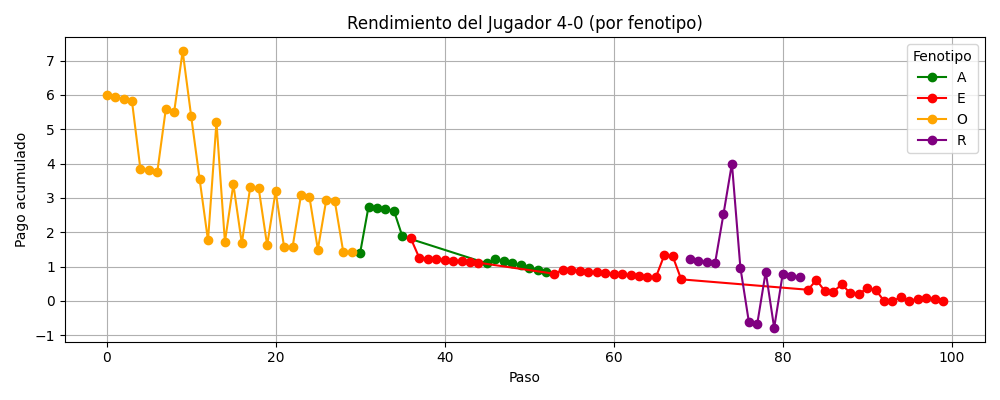 Rendimiento del Jugador 4-0 (por fenotipo)
Pago acumulado
7
6
5
4
3
2
1
0
−1
Fenotipo
A
E
O
R
0 20 40 60 80 100
Paso